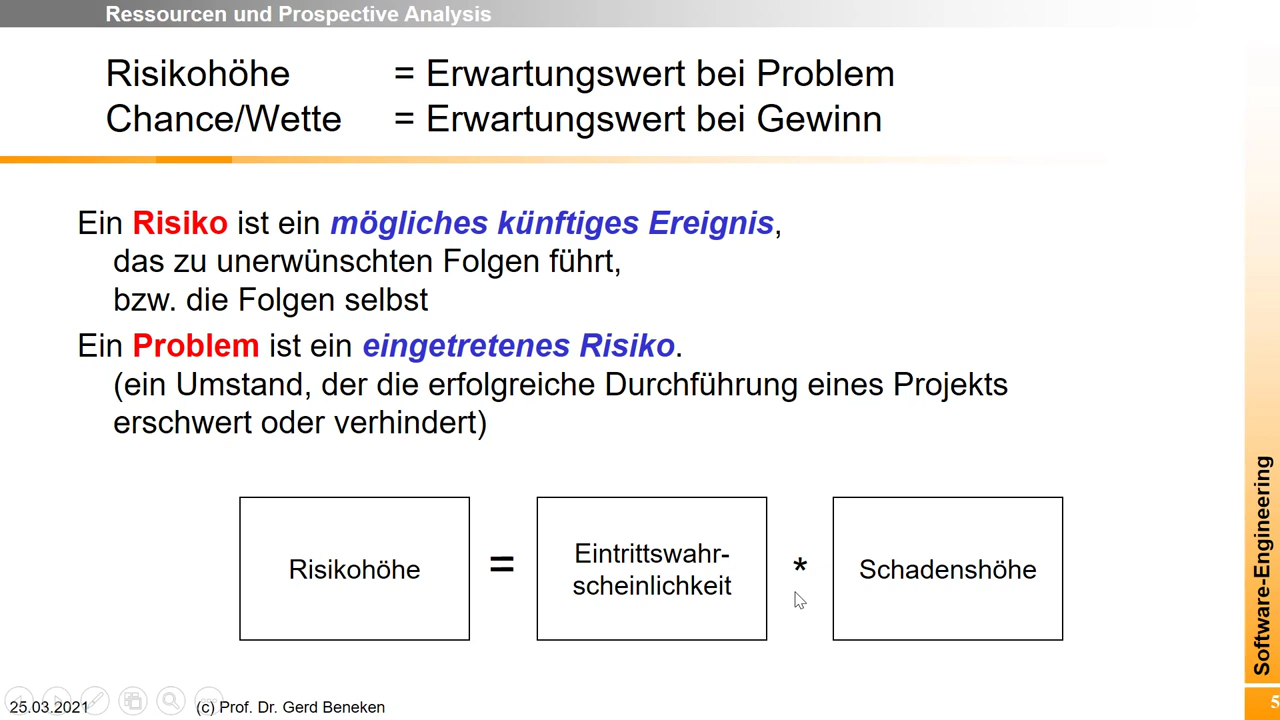 Ressourcen und Prospective Analysis
Risikohöhe = Erwartungswert bei Problem
Chance/Wette = Erwartungswert bei Gewinn
Ein Risiko ist ein mögliches künftiges Ereignis,
das zu unerwünschten Folgen führt,
bzw. die Folgen selbst
Ein Problem ist ein eingetretenes Risiko.
(ein Umstand, der die erfolgreiche Durchführung eines Projekts
erschwert oder verhindert)
Risikohöhe
=
Eintrittswahr-
scheinlichkeit
*
Schadenshöhe
Software-Engineering
25.03.2021
(c) Prof. Dr. Gerd Beneken
5